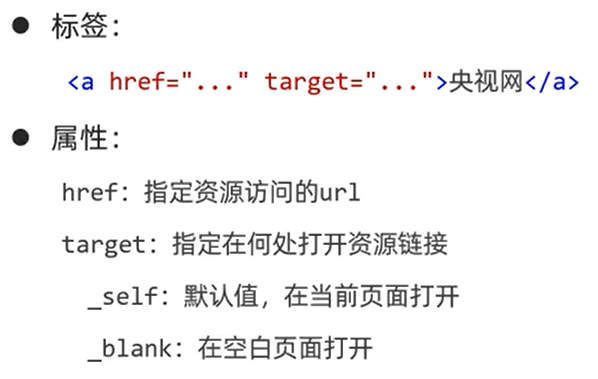 ● 标签：
<a href="..." target="...">央视网</a>
● 属性：
href：指定资源访问的url
target：指定在何处打开资源链接
_self：默认值，在当前页面打开
_blank：在空白页面打开